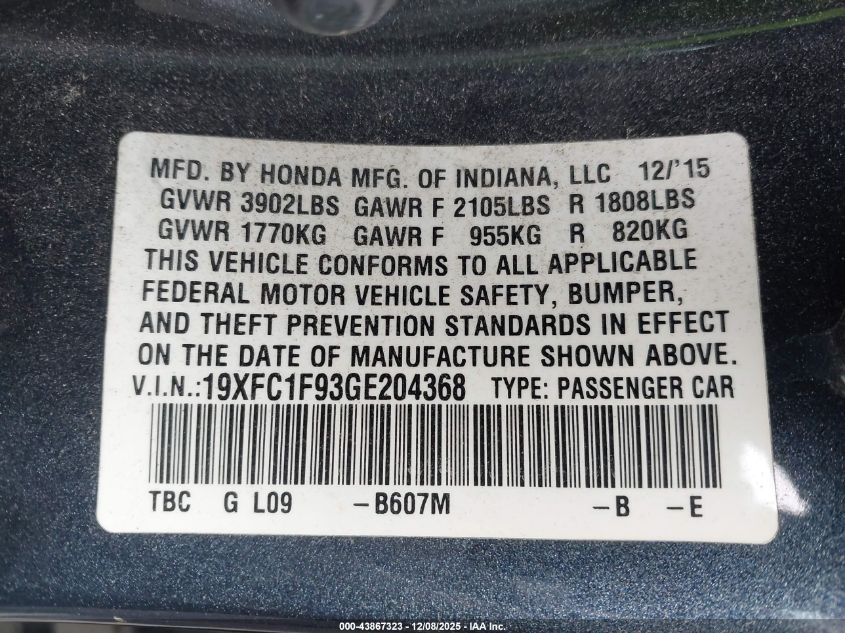 MFD. BY HONDA MFG. OF INDIANA, LLC 12/'15
GVWR 3902LBS GAWR F 2105LBS R 1808LBS
GVWR 1770KG GAWR F 955KG R 820KG
THIS VEHICLE CONFORMS TO ALL APPLICABLE
FEDERAL MOTOR VEHICLE SAFETY, BUMPER,
AND THEFT PREVENTION STANDARDS IN EFFECT
ON THE DATE OF MANUFACTURE SHOWN ABOVE.
V.I.N.:19XFC1F93GE204368 TYPE: PASSENGER CAR
TBC G L09 -B607M -B -E
000-43867323 - 12/08/2025 - IAA Inc.